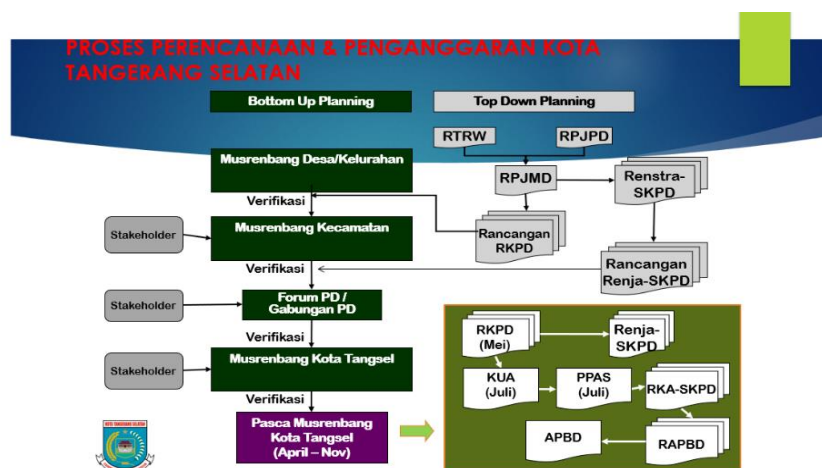 PROSES PERENCANAAN & PENGANGGARAN KOTA
TANGERANG SELATAN
Bottom Up Planning
Top Down Planning
RTRW
RPJPD
Musrenbang Desa/Kelurahan
RPJMD
Renstra-
SKPD
Verifikasi
Stakeholder
Musrenbang Kecamatan
Rancangan
RKPD
Verifikasi
Rancangan
Renja-SKPD
Stakeholder
Forum PD /
Gabungan PD
Verifikasi
RKPD
(Mei)
Renja-
SKPD
Stakeholder
Musrenbang Kota Tangsel
KUA
(Juli)
PPAS
(Juli)
RKA-SKPD
Verifikasi
Pasca Musrenbang
Kota Tangsel
(April – Nov)
APBD
RAPBD
KOTA TANGERANG SELATAN